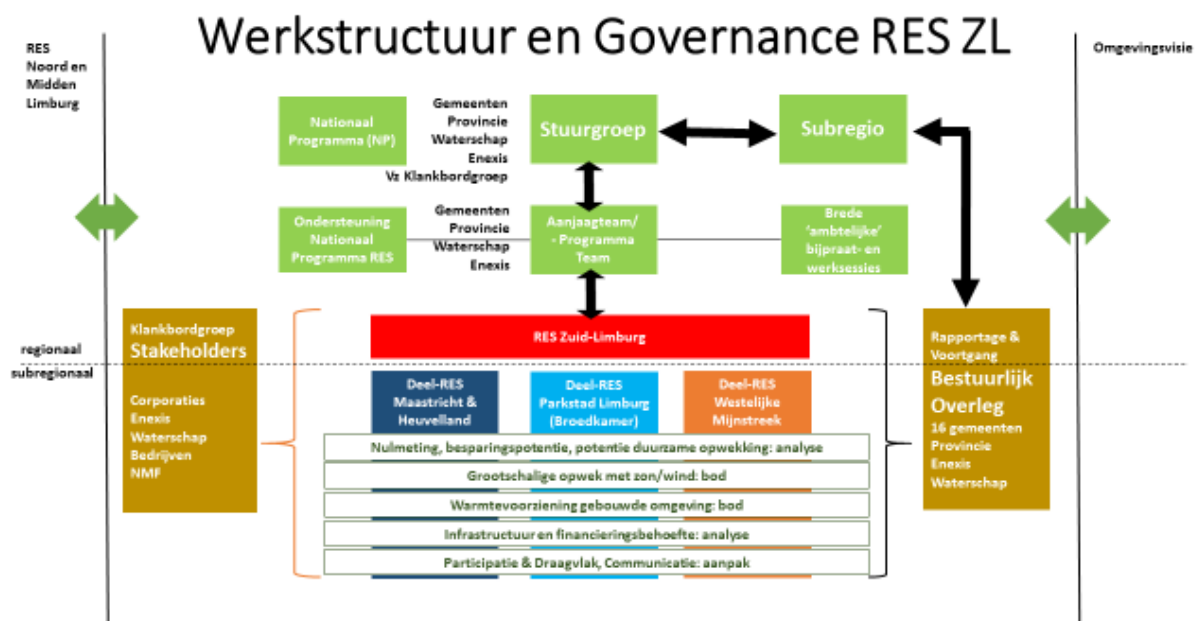 Werkstructuur en Governance RES ZL
RES
Noord en
Midden
Limburg
Omgevingsvisie
Nationaal
Programma (NP)
Gemeenten
Provincie
Waterschap
Enexis
Vz Klankbordgroep
Stuurgroep
Subregio
Ondersteuning
Nationaal
Programma RES
Gemeenten
Provincie
Waterschap
Enexis
Aanjaagteam/
- Programma
Team
Brede
‘ambtelijke’
bijpraat- en
werksessies
regionaal
subregionaal
Klankbordgroep
Stakeholders
Corporaties
Enexis
Waterschap
Bedrijven
NMF
RES Zuid-Limburg
Deel-RES
Maastricht &
Heuvelland
Deel-RES
Parkstad Limburg
(Broedkamer)
Deel-RES
Westelijke
Mijnstreek
Nulmeting, besparingspotentie, potentie duurzame opwekking: analyse
Grootschalige opwek met zon/wind: bod
Warmtevoorziening gebouwde omgeving: bod
Infrastructuur en financieringsbehoefte: analyse
Participatie & Draagvlak, Communicatie: aanpak
Rapportage &
Voortgang
Bestuurlijk
Overleg
16 gemeenten
Provincie
Enexis
Waterschap